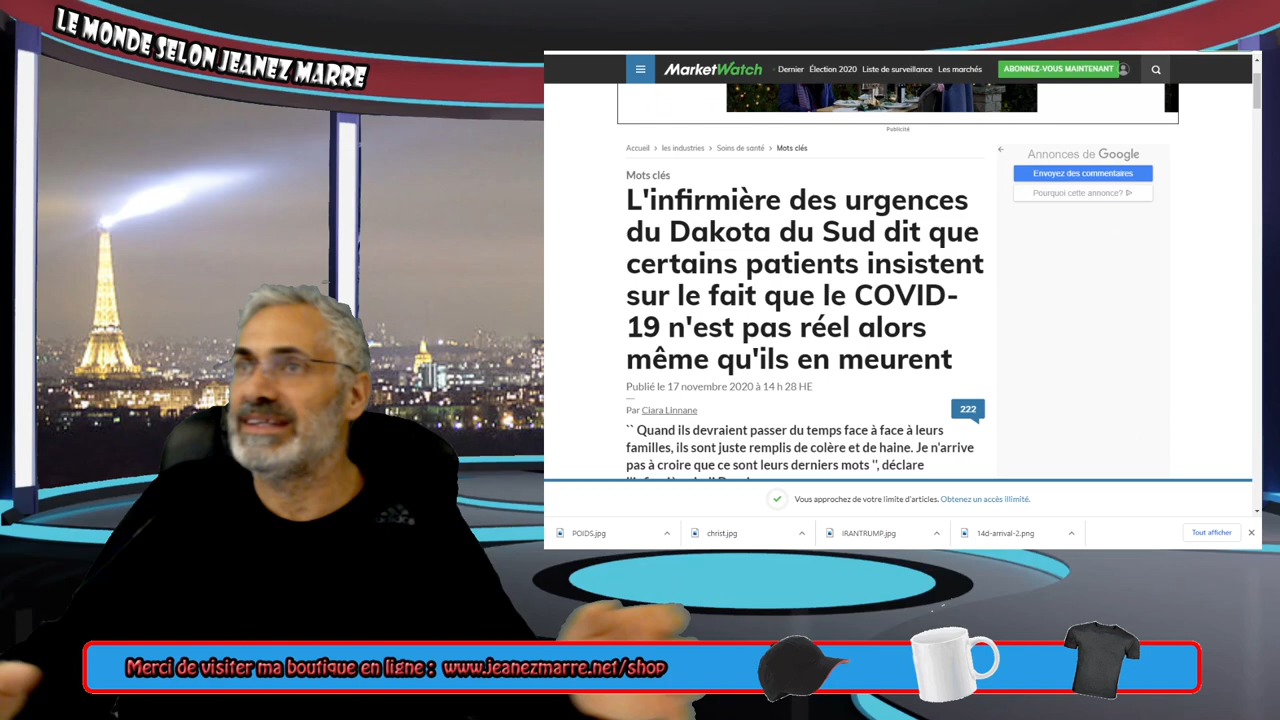 LE MONDE SELON JEANEZ MARRE
MarketWatch
Dernier Élection 2020 Liste de surveillance Les marchés
ABONNEZ-VOUS MAINTENANT
Publicité
Accueil > les industries > Soins de santé > Mots clés
Annonces de Google
Envoyez des commentaires
Pourquoi cette annonce?
Mots clés
L'infirmière des urgences
du Dakota du Sud dit que
certains patients insistent
sur le fait que le COVID-
19 n'est pas réel alors
même qu'ils en meurent
Publié le 17 novembre 2020 à 14 h 28 HE
Par Ciara Linnane
222
`` Quand ils devraient passer du temps face à face à leurs
familles, ils sont juste remplis de colère et de haine. Je n'arrive
pas à croire que ce sont leurs derniers mots '', déclare
Vous approchez de votre limite d'articles. Obtenez un accès illimité.
POIDS.jpg
christ.jpg
IRANTRUMP.jpg
14d-arrival-2.png
Tout afficher
Merci de visiter ma boutique en ligne : www.jeanezmarre.net/shop